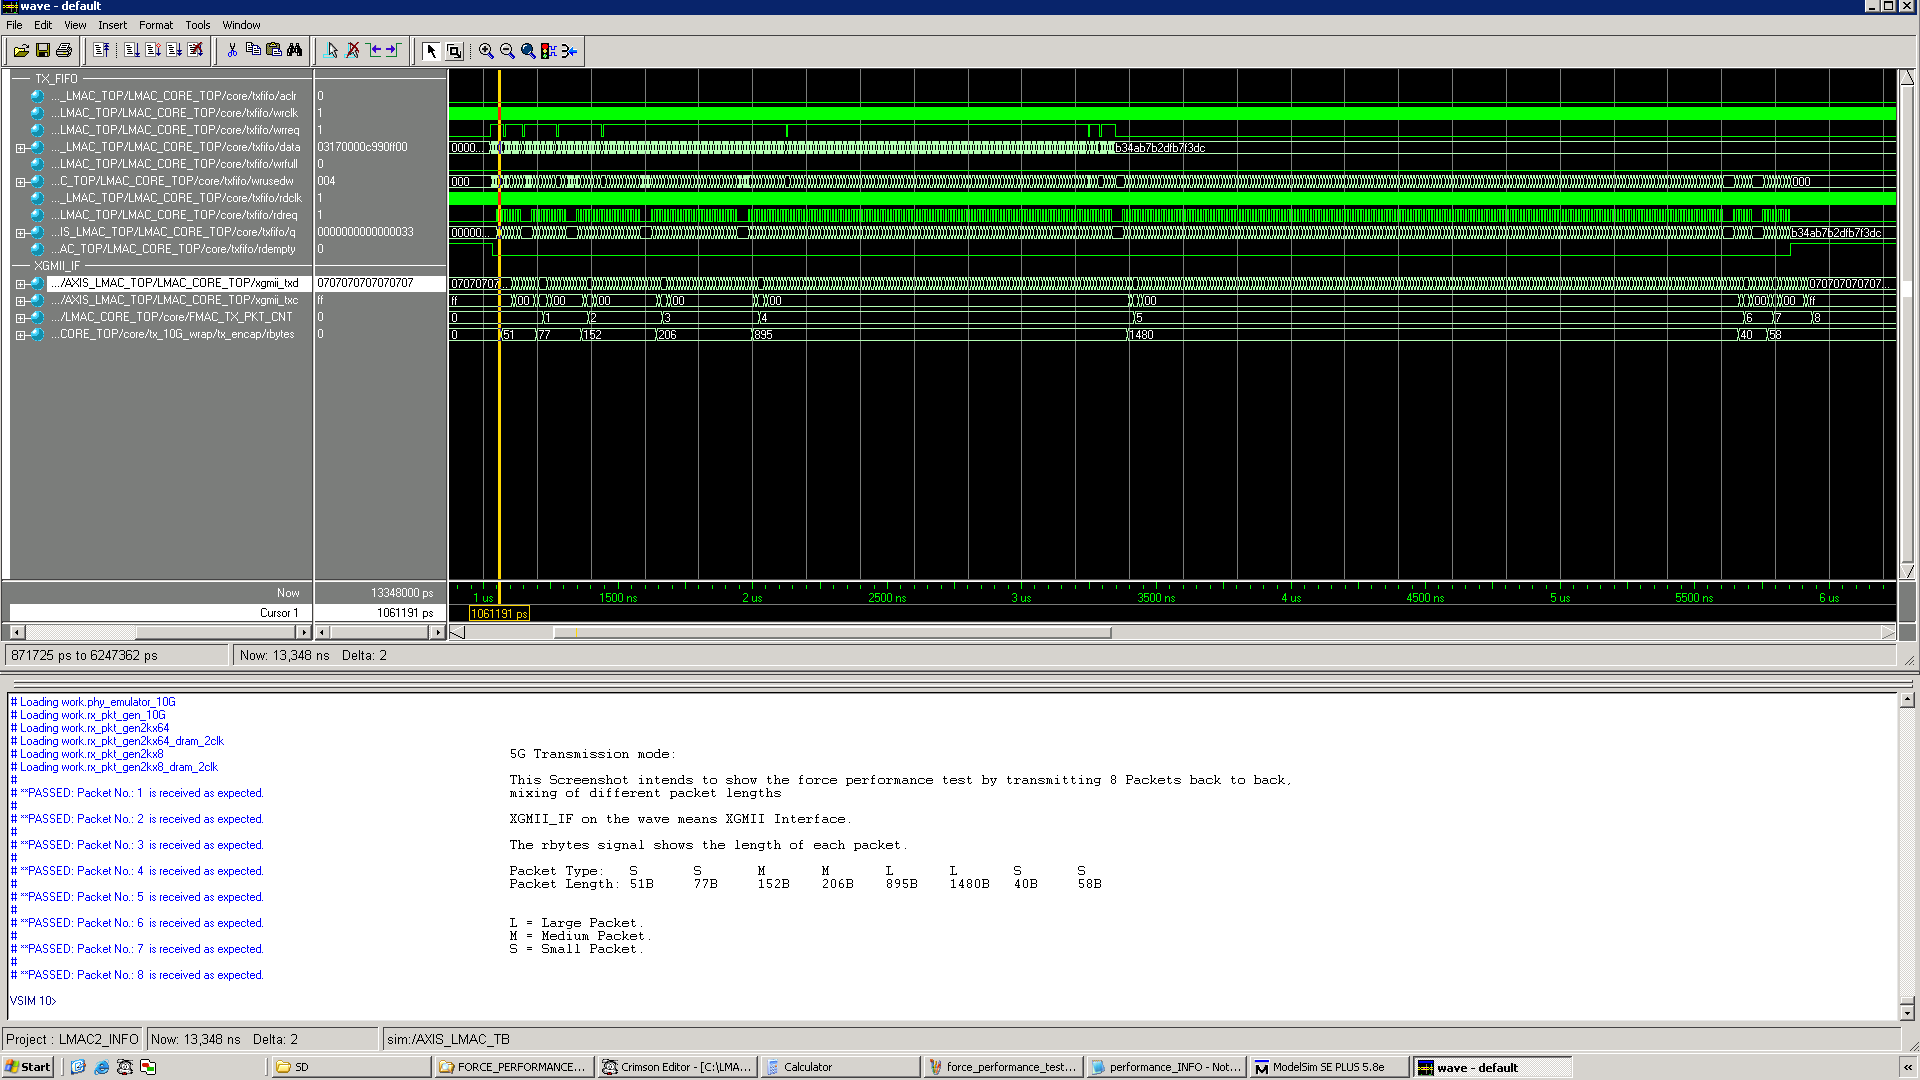 wave - default
File Edit View Insert Format Tools Window
TX_FIFO
..._LMAC_TOP/LMAC_CORE_TOP/core/txfifo/aclr 0
...LMAC_TOP/LMAC_CORE_TOP/core/txfifo/wrclk 1
...LMAC_TOP/LMAC_CORE_TOP/core/txfifo/wrreq 1
..._LMAC_TOP/LMAC_CORE_TOP/core/txfifo/data 03170000c990ff00 0000... b34ab7b2dfb7f3dc
...LMAC_TOP/LMAC_CORE_TOP/core/txfifo/wrfull 0
...C_TOP/LMAC_CORE_TOP/core/txfifo/wrusedw 004 000 000
..._LMAC_TOP/LMAC_CORE_TOP/core/txfifo/rdclk 1
...LMAC_TOP/LMAC_CORE_TOP/core/txfifo/rdreq 1
...IS_LMAC_TOP/LMAC_CORE_TOP/core/txfifo/q 0000000000000033 00000... b34ab7b2dfb7f3dc
...AC_TOP/LMAC_CORE_TOP/core/txfifo/rdempty 0
XGMII_IF
.../AXIS_LMAC_TOP/LMAC_CORE_TOP/xgmii_txd 0707070707070707 0707070... 070707070707...
.../AXIS_LMAC_TOP/LMAC_CORE_TOP/xgmii_txc ff ff 00 00 00 00 00 00 00 00 ff
.../LMAC_CORE_TOP/core/FMAC_TX_PKT_CNT 0 0 1 2 3 4 5 6 7 8
...CORE_TOP/core/tx_10G_wrap/tx_encap/rbytes 0 0 51 77 152 206 895 1480 40 58
Now 13348000 ps 1 us 1500 ns 2 us 2500 ns 3 us 3500 ns 4 us 4500 ns 5 us 5500 ns 6 us
Cursor 1 1061191 ps 1061191 ps
871725 ps to 6247362 ps Now: 13,348 ns Delta: 2
# Loading work.phy_emulator_10G
# Loading work.rx_pkt_gen_10G
# Loading work.rx_pkt_gen2kx64
# Loading work.rx_pkt_gen2kx64_dram_2clk
# Loading work.rx_pkt_gen2kx8
# Loading work.rx_pkt_gen2kx8_dram_2clk
#
# **PASSED: Packet No.: 1 is received as expected.
#
# **PASSED: Packet No.: 2 is received as expected.
#
# **PASSED: Packet No.: 3 is received as expected.
#
# **PASSED: Packet No.: 4 is received as expected.
#
# **PASSED: Packet No.: 5 is received as expected.
#
# **PASSED: Packet No.: 6 is received as expected.
#
# **PASSED: Packet No.: 7 is received as expected.
#
# **PASSED: Packet No.: 8 is received as expected.
VSIM 10>
5G Transmission mode:
This Screenshot intends to show the force performance test by transmitting 8 Packets back to back,
mixing of different packet lengths
XGMII_IF on the wave means XGMII Interface.
The rbytes signal shows the length of each packet.
Packet Type: S S M M L L S S
Packet Length: 51B 77B 152B 206B 895B 1480B 40B 58B
L = Large Packet.
M = Medium Packet.
S = Small Packet.
Project : LMAC2_INFO Now: 13,348 ns Delta: 2 sim:/AXIS_LMAC_TB
Start SD FORCE_PERFORMANCE... Crimson Editor - [C:\LMA... Calculator force_performance_test... performance_INFO - Not... ModelSim SE PLUS 5.8e wave - default